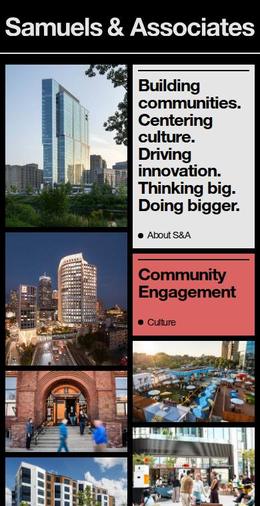 Samuels & Associates
Building
communities.
Centering
culture.
Driving
innovation.
Thinking big.
Doing bigger.
About S&A
Community
Engagement
Culture